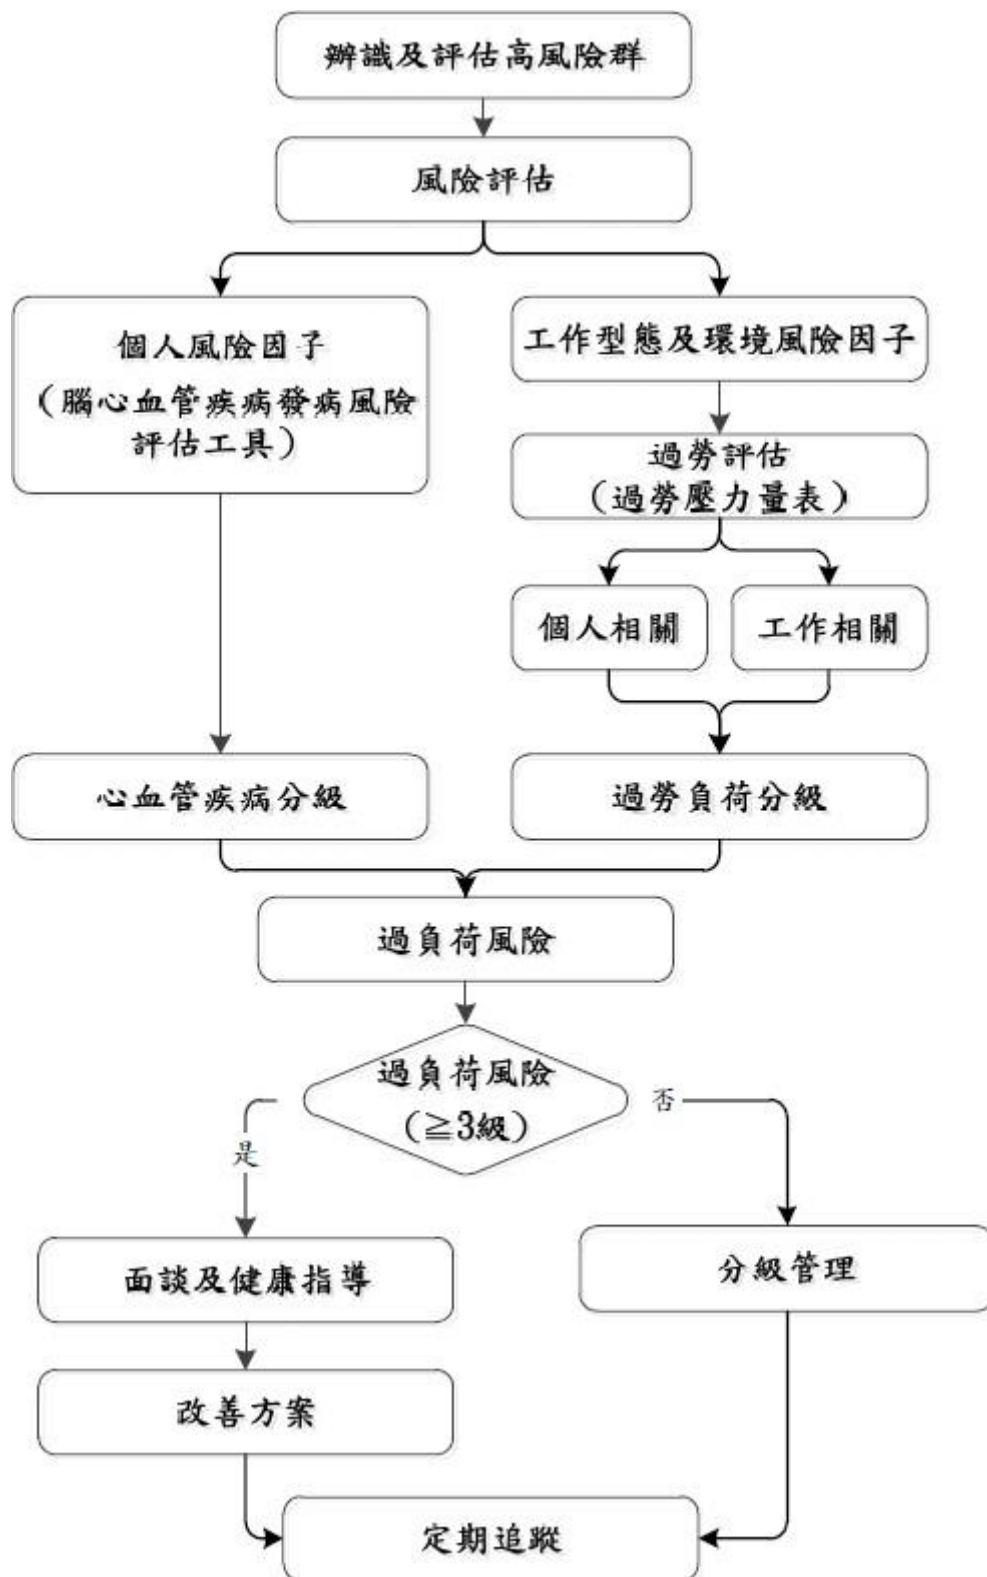 辨識及評估高風險群
風險評估
個人風險因子
（腦心血管疾病發病風險
評估工具）
工作型態及環境風險因子
過勞評估
（過勞壓力量表）
個人相關
工作相關
心血管疾病分級
過勞負荷分級
過負荷風險
過負荷風險
（≧3級）
是
否
面談及健康指導
分級管理
改善方案
定期追蹤